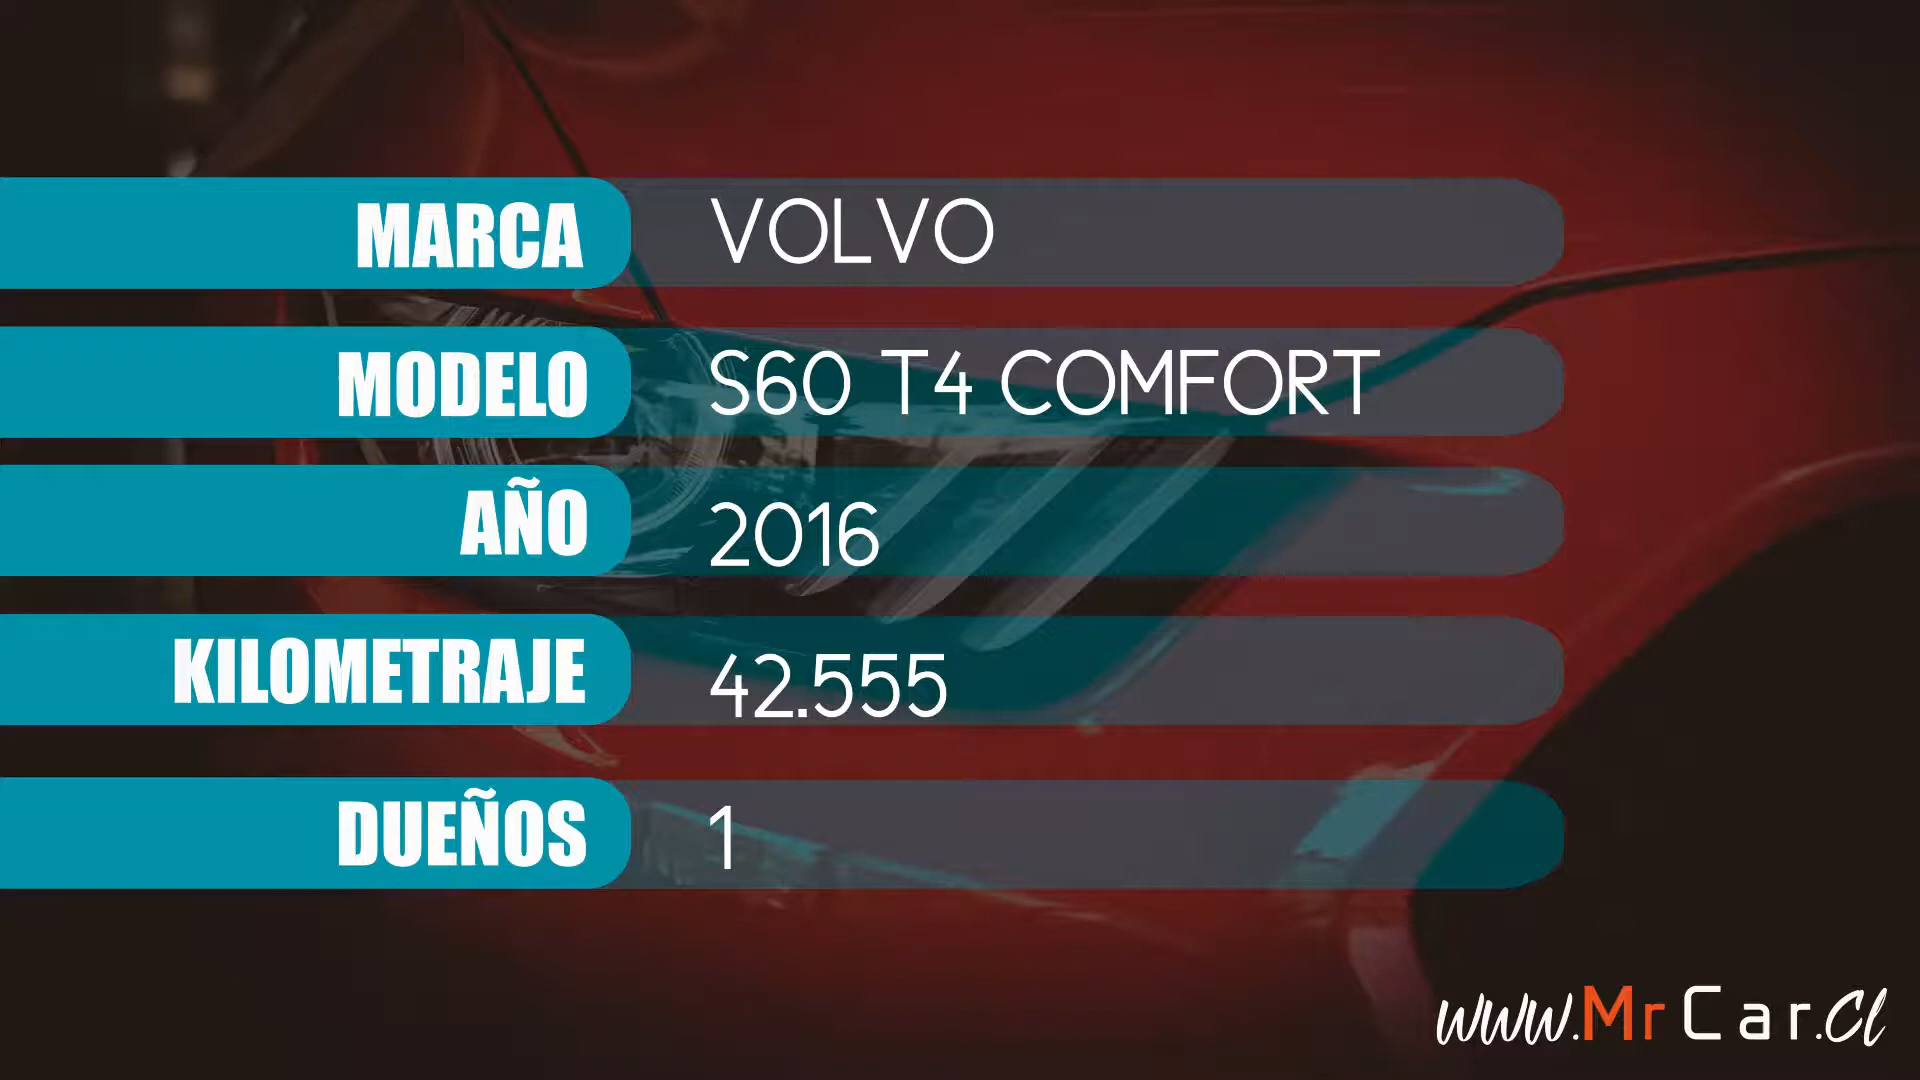 MARCA VOLVO
MODELO S60 T4 COMFORT
AÑO 2016
KILOMETRAJE 42.555
DUEÑOS 1
www.MrCar.Cl